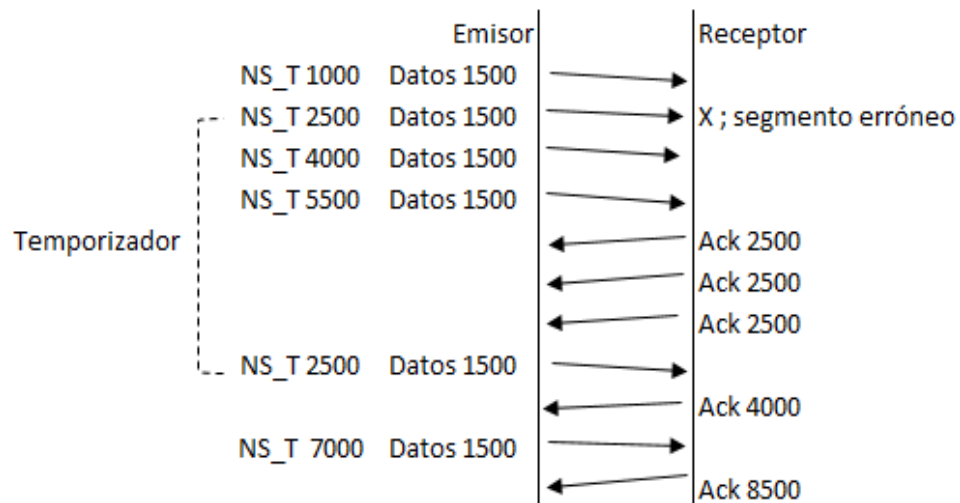 Emisor Receptor
NS_T 1000 Datos 1500
NS_T 2500 Datos 1500 X ; segmento erróneo
NS_T 4000 Datos 1500
NS_T 5500 Datos 1500
Temporizador Ack 2500
Ack 2500
Ack 2500
NS_T 2500 Datos 1500
Ack 4000
NS_T 7000 Datos 1500
Ack 8500